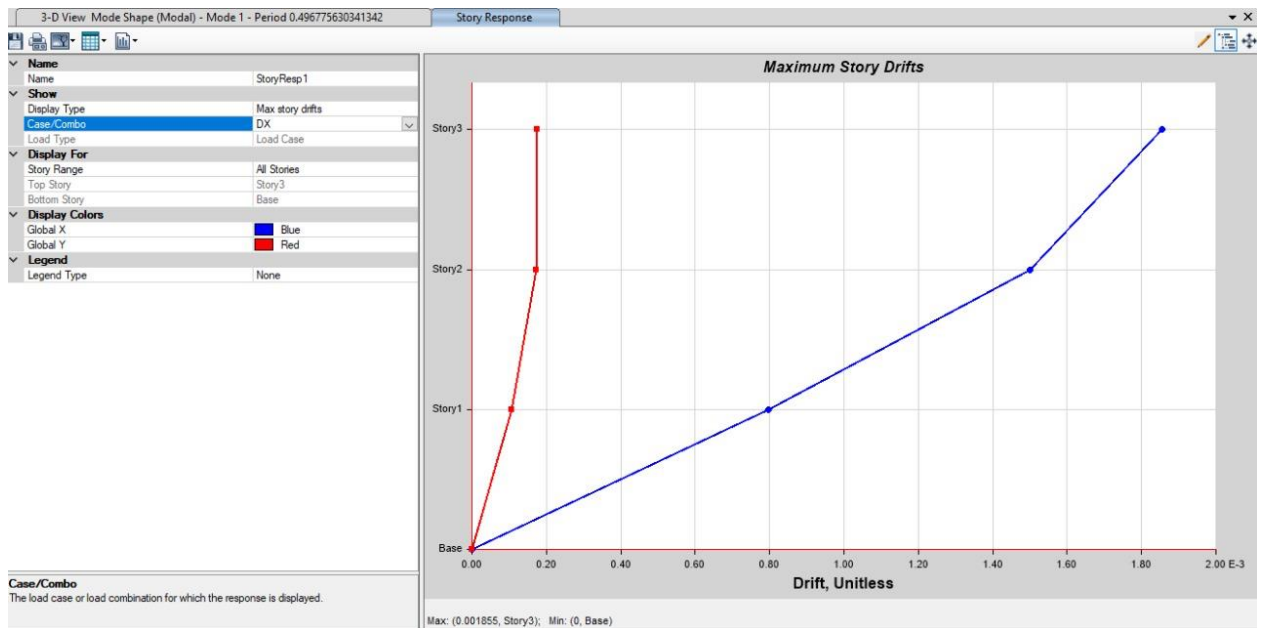 3-D View Mode Shape (Modal) - Mode 1 - Period 0.496775630341342
Story Response
Name
Name StoryResp1
Show
Display Type Max story drifts
Case/Combo DX
Load Type Load Case
Display For
Story Range All Stories
Top Story Story3
Bottom Story Base
Display Colors
Global X Blue
Global Y Red
Legend
Legend Type None
Case/Combo
The load case or load combination for which the response is displayed.
Maximum Story Drifts
Story3
Story2
Story1
Base
0.00 0.20 0.40 0.60 0.80 1.00 1.20 1.40 1.60 1.80 2.00 E-3
Drift, Unitless
Max: (0.001855, Story3); Min: (0, Base)